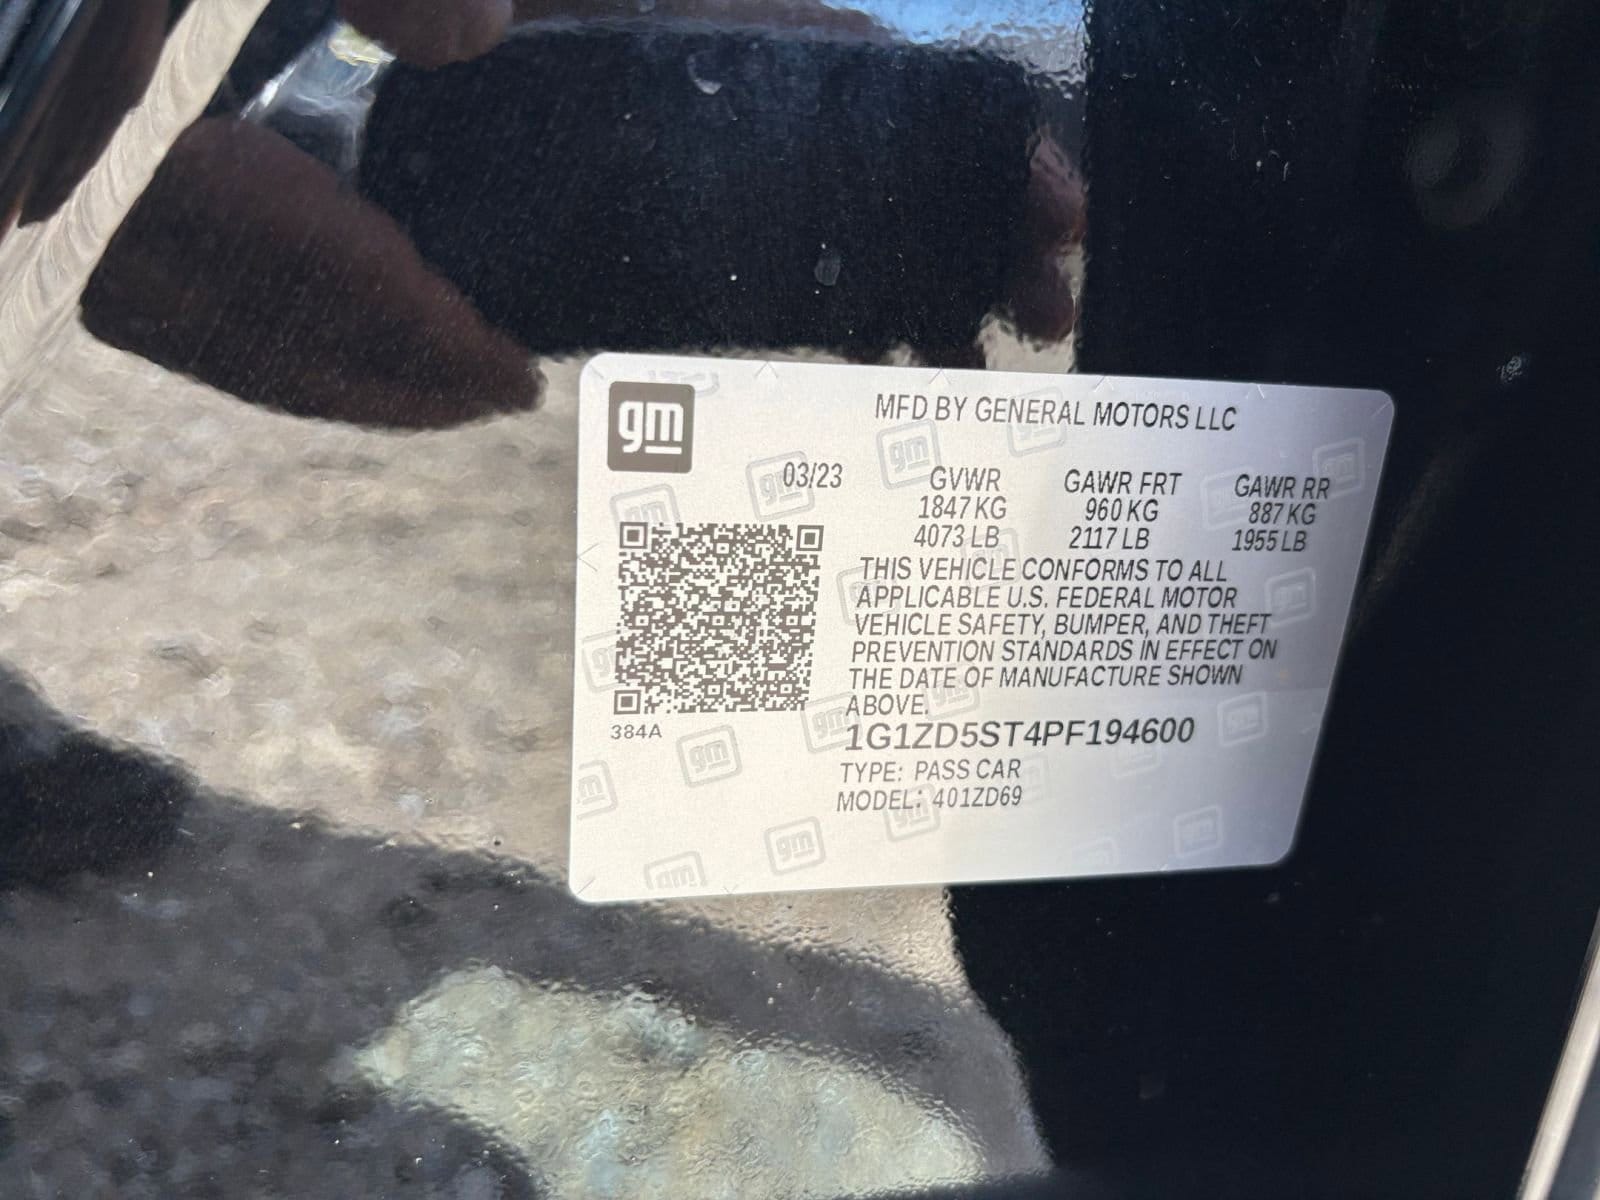 gm
MFD BY GENERAL MOTORS LLC
03/23 GVWR GAWR FRT GAWR RR
1847 KG 960 KG 887 KG
4073 LB 2117 LB 1955 LB
THIS VEHICLE CONFORMS TO ALL
APPLICABLE U.S. FEDERAL MOTOR
VEHICLE SAFETY, BUMPER, AND THEFT
PREVENTION STANDARDS IN EFFECT ON
THE DATE OF MANUFACTURE SHOWN
ABOVE.
384A
1G1ZD5ST4PF194600
TYPE: PASS CAR
MODEL: 401ZD69